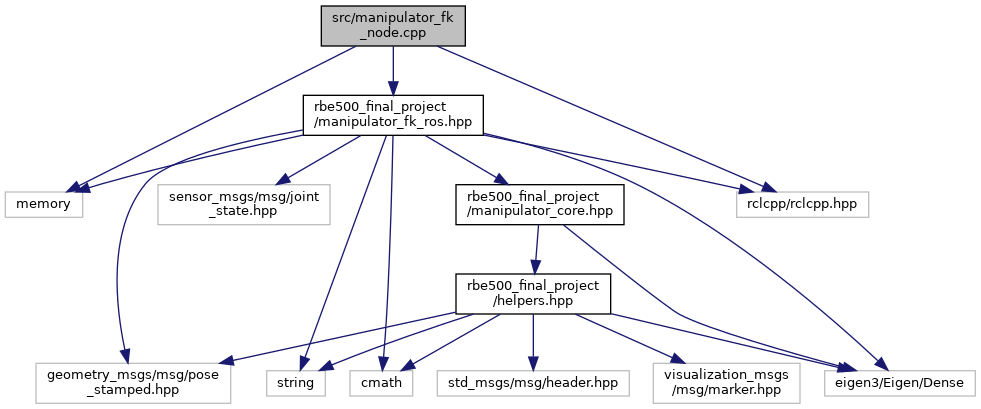 src/manipulator_fk
_node.cpp
rbe500_final_project
/manipulator_fk_ros.hpp
memory
sensor_msgs/msg/joint
_state.hpp
rbe500_final_project
/manipulator_core.hpp
rclcpp/rclcpp.hpp
rbe500_final_project
/helpers.hpp
geometry_msgs/msg/pose
_stamped.hpp
string
cmath
std_msgs/msg/header.hpp
visualization_msgs
/msg/marker.hpp
eigen3/Eigen/Dense